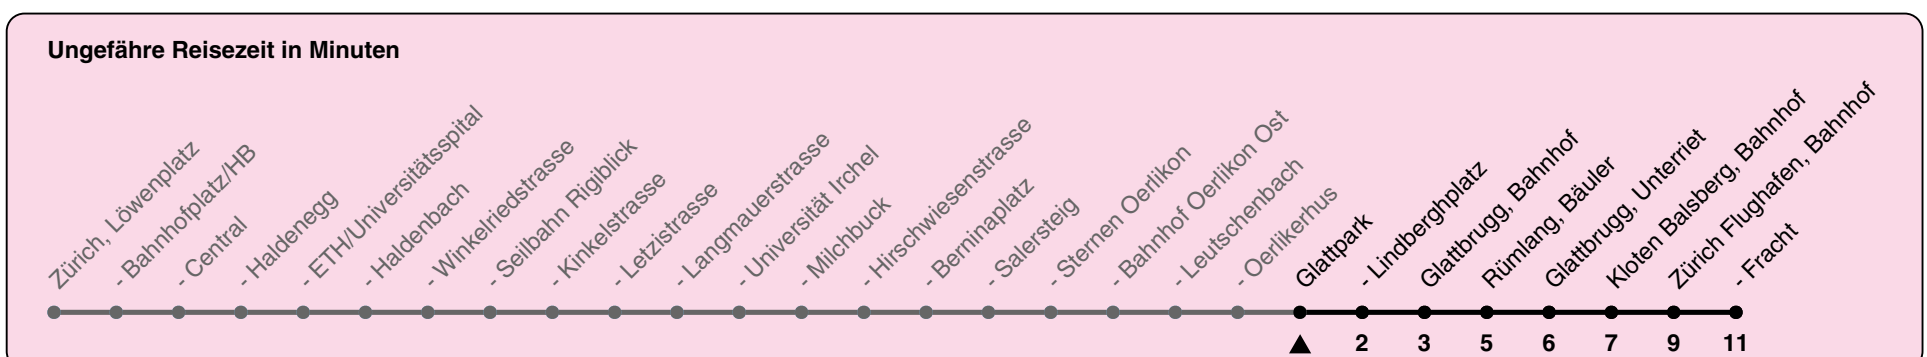 Ungefähre Reisezeit in Minuten
Zürich, Löwenplatz
- Bahnhofplatz/HB
- Central
- Haldenegg
- ETH/Universitätsspital
- Haldenbach
- Winkelriedstrasse
- Seilbahn Rigiblick
- Kinkelstrasse
- Letzistrasse
- Langmauerstrasse
- Universität Irchel
- Milchbuck
- Hirschwiesenstrasse
- Berninaplatz
- Salersteig
- Sternen Oerlikon
- Bahnhof Oerlikon Ost
- Leutschenbach
- Oerlikerhus
Glattpark
- Lindberghplatz
Glattbrugg, Bahnhof
Rümlang, Bäuler
Glattbrugg, Unterriet
Kloten Balsberg, Bahnhof
Zürich Flughafen, Bahnhof
- Fracht
2 3 5 6 7 9 11